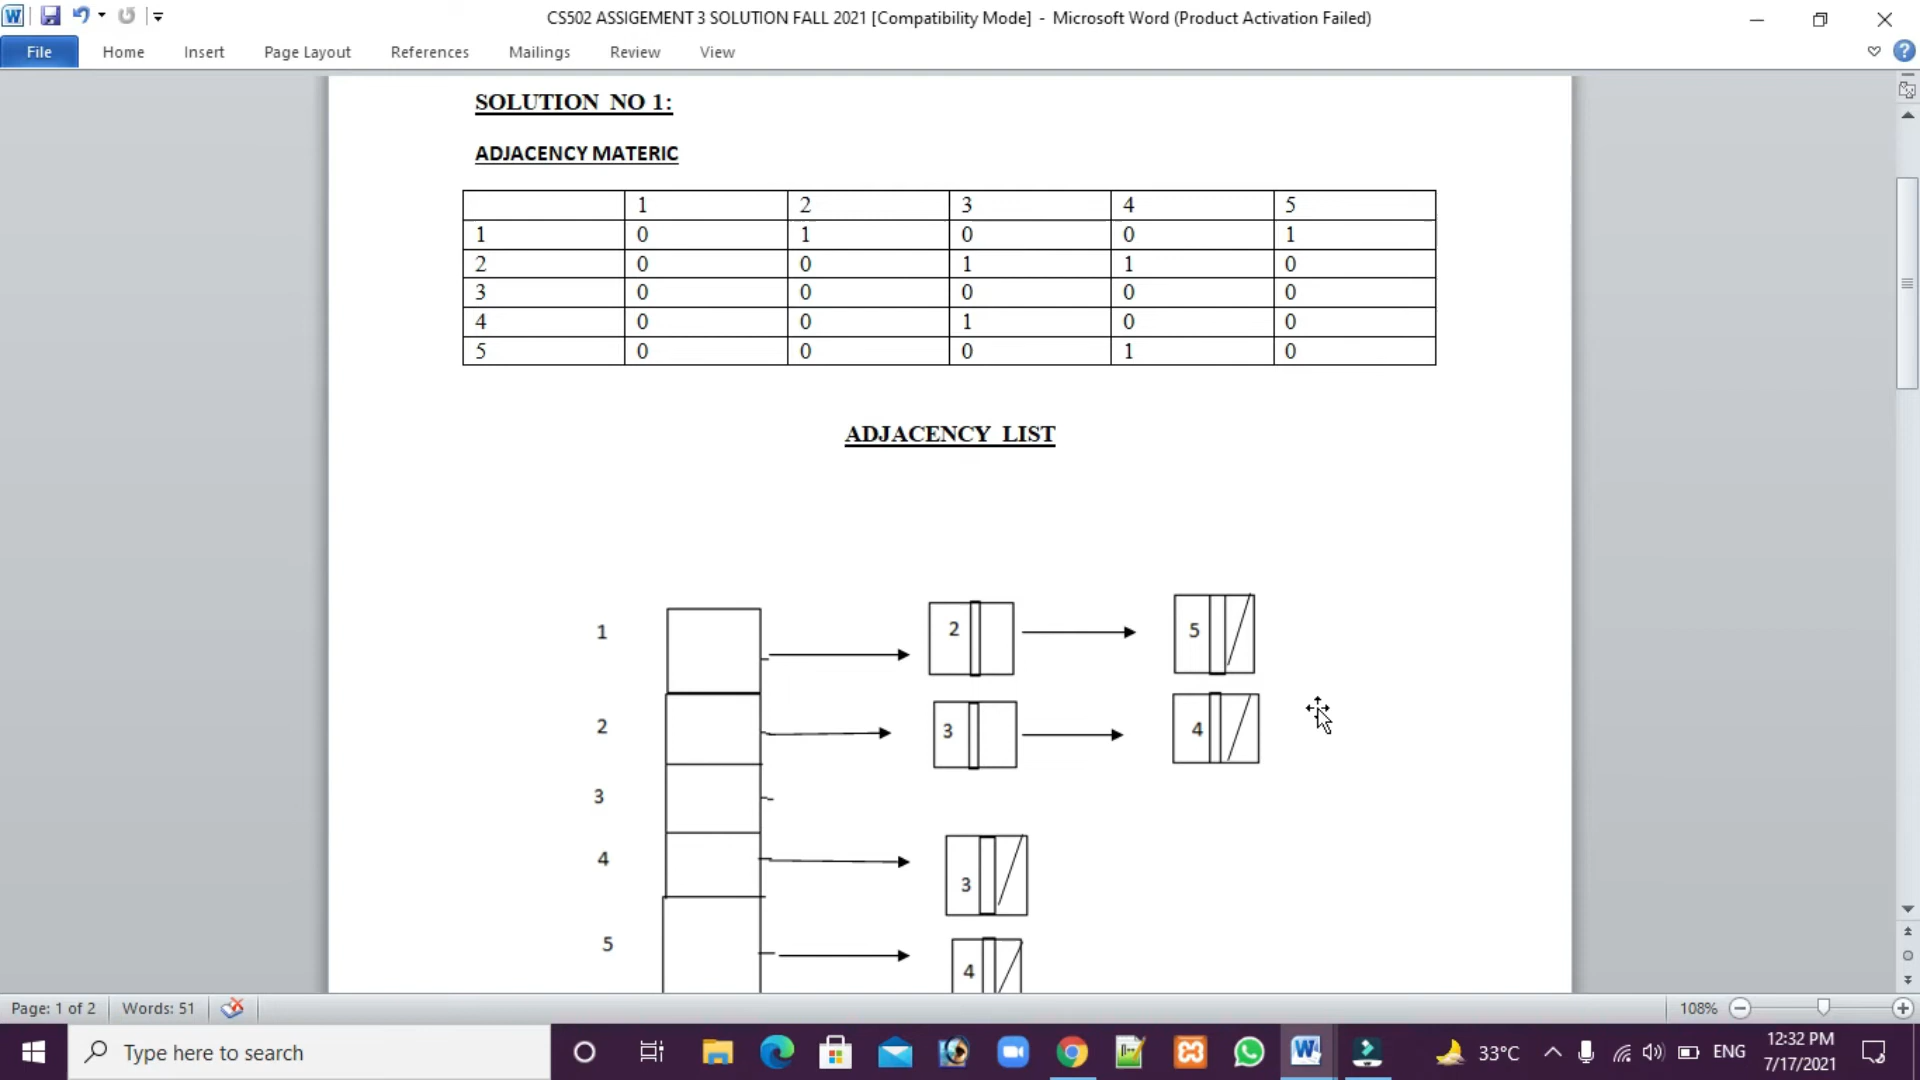 CS502 ASSIGEMENT 3 SOLUTION FALL 2021 [Compatibility Mode] - Microsoft Word (Product Activation Failed)
File Home Insert Page Layout References Mailings Review View
SOLUTION NO 1:
ADJACENCY MATERIC
1 2 3 4 5
1 0 1 0 0 1
2 0 0 1 1 0
3 0 0 0 0 0
4 0 0 1 0 0
5 0 0 0 1 0
ADJACENCY LIST
1 2 5
2 3 4
3
4 3
5 4
Page: 1 of 2 Words: 51 108%
Type here to search 33°C ENG 12:32 PM
7/17/2021